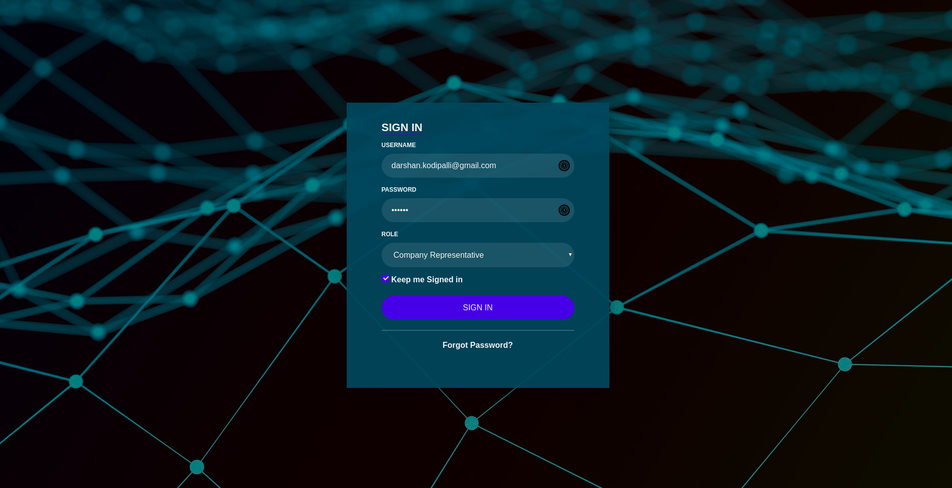 SIGN IN
USERNAME
darshan.kodipalli@gmail.com
PASSWORD
••••••
ROLE
Company Representative
Keep me Signed in
SIGN IN
Forgot Password?